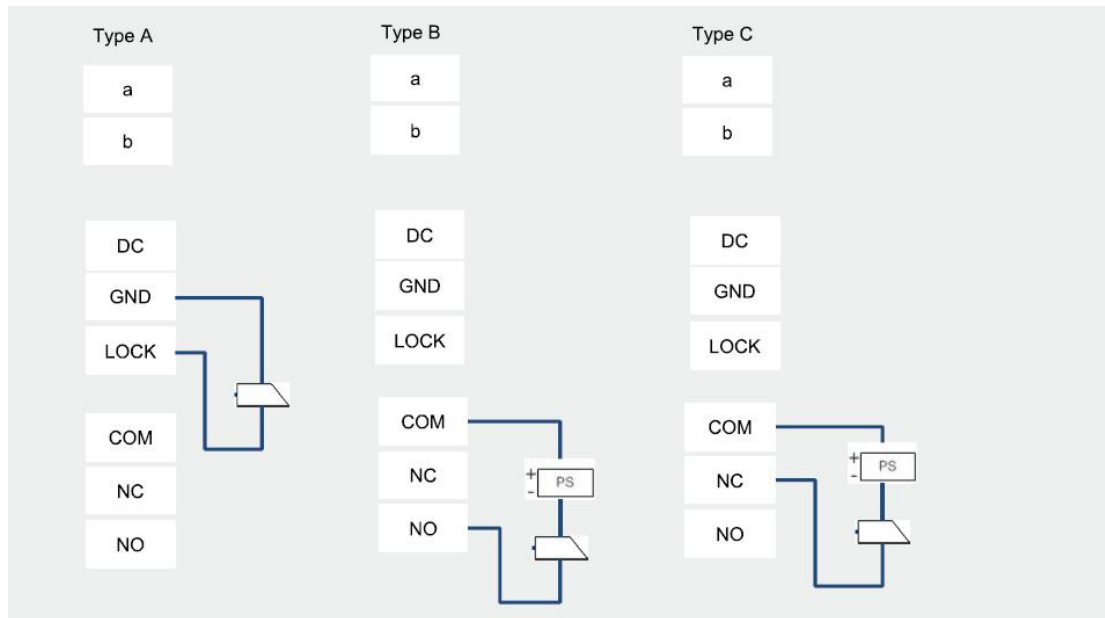 Type A
a
b
DC
GND
LOCK
COM
NC
NO
Type B
a
b
DC
GND
LOCK
COM
NC
NO
+
-
PS
Type C
a
b
DC
GND
LOCK
COM
NC
NO
+
-
PS